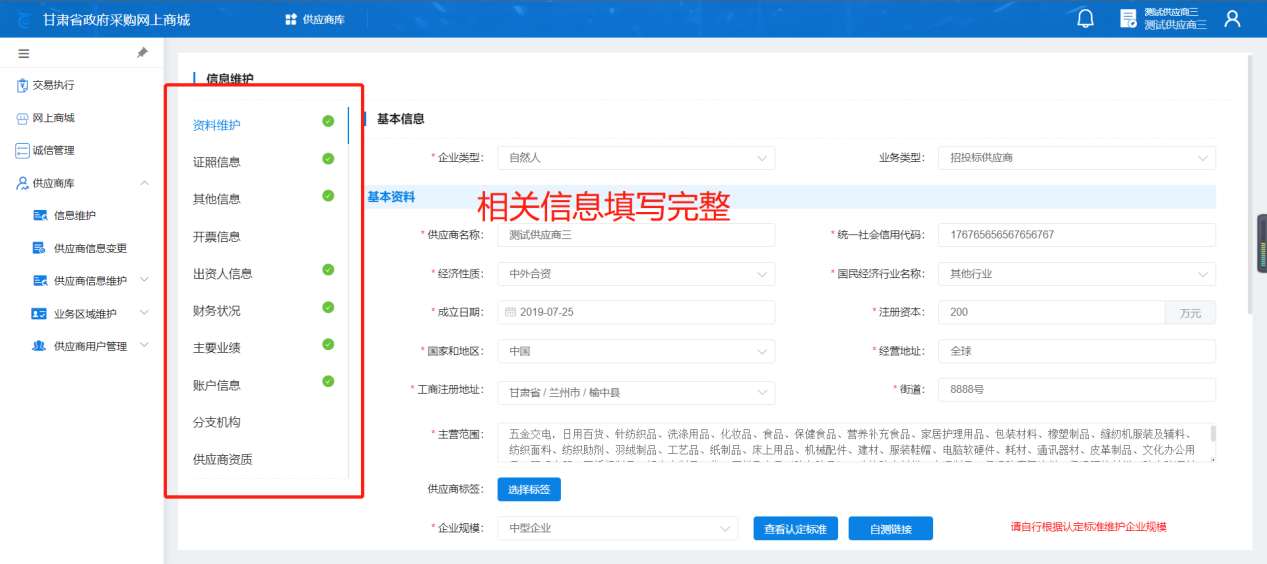 甘肃省政府采购网上商城
供应商库
测试供应商三
测试供应商三
交易执行
网上商城
诚信管理
供应商库
信息维护
供应商信息变更
供应商信息维护
业务区域维护
供应商用户管理
信息维护
资料维护
证照信息
其他信息
开票信息
出资人信息
财务状况
主要业绩
账户信息
分支机构
供应商资质
基本信息
* 企业类型: 自然人 业务类型: 招投标供应商
基本资料
相关信息填写完整
* 供应商名称: 测试供应商三 * 统一社会信用代码: 176765656567656767
* 经济性质: 中外合资 * 国民经济行业名称: 其他行业
* 成立日期: 2019-07-25 * 注册资本: 200 万元
* 国家和地区: 中国 * 经营地址: 全球
* 工商注册地址: 甘肃省 / 兰州市 / 榆中县 * 街道: 8888号
* 主营范围: 五金交电，日用百货、针纺织品、洗涤用品、化妆品、食品、保健食品、营养补充食品、家居护理用品、包装材料、橡塑制品、缝纫机服装及辅料、
纺织面料、纺织助剂、羽绒制品、工艺品、纸制品、床上用品、机械配件、建材、服装鞋帽、电脑软硬件、耗材、通讯器材、皮革制品、文化办公用
供应商标签: 选择标签
* 企业规模: 中型企业 查看认定标准 自测链接 请自行根据认定标准维护企业规模